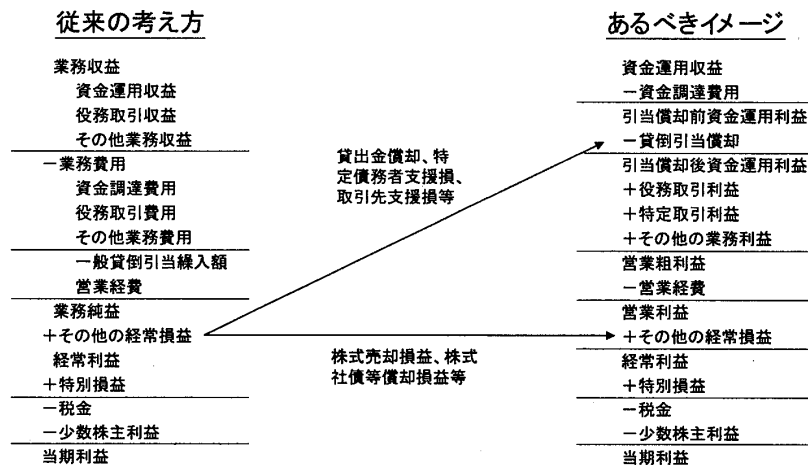 従来の考え方
業務収益
資金運用収益
役務取引収益
その他業務収益
－業務費用
資金調達費用
役務取引費用
その他業務費用
一般貸倒引当繰入額
営業経費
業務純益
＋その他の経常損益
経常利益
＋特別損益
－税金
－少数株主利益
当期利益
貸出金償却、特
定債務者支援損、
取引先支援損等
株式売却損益、株式
社債等償却損益等
あるべきイメージ
資金運用収益
－資金調達費用
引当償却前資金運用利益
－貸倒引当償却
引当償却後資金運用利益
＋役務取引利益
＋特定取引利益
＋その他の業務利益
営業粗利益
－営業経費
営業利益
＋その他の経常損益
経常利益
＋特別損益
－税金
－少数株主利益
当期利益